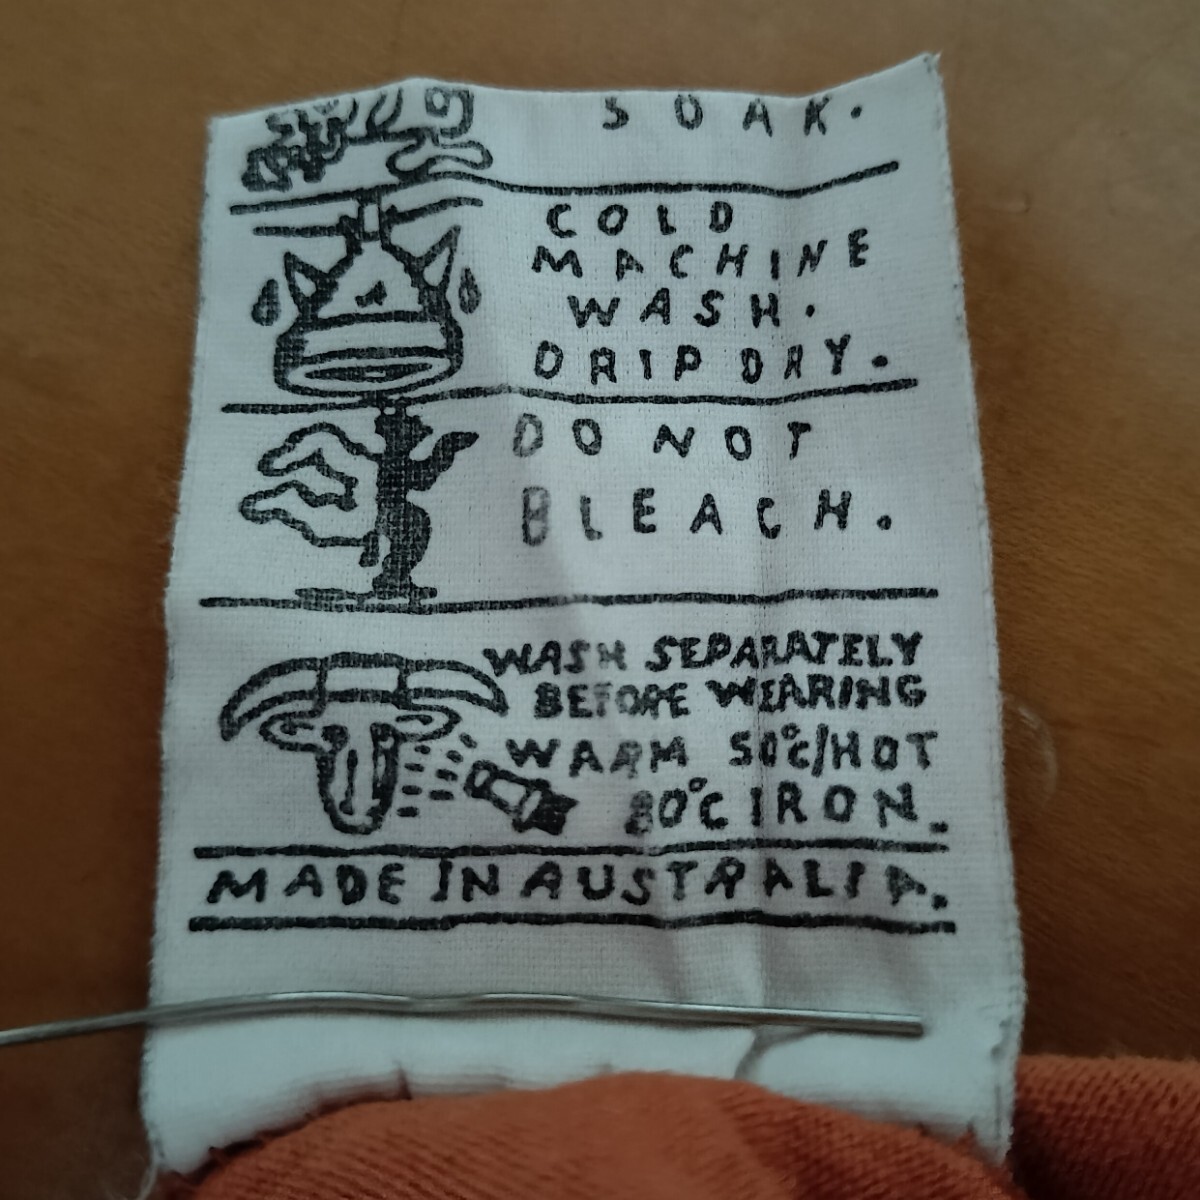 SOAK.
COLD
MACHINE
WASH.
DRIP DRY.
DO NOT
BLEACH.
WASH SEPARATELY
BEFORE WEARING
WARM 50°C/HOT
80°C IRON.
MADE IN AUSTRALIA.